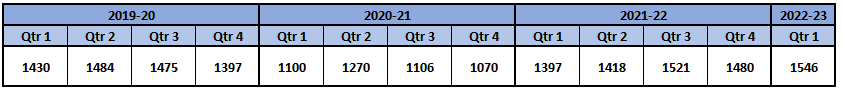 2019-20 2020-21 2021-22 2022-23
Qtr 1 Qtr 2 Qtr 3 Qtr 4 Qtr 1 Qtr 2 Qtr 3 Qtr 4 Qtr 1 Qtr 2 Qtr 3 Qtr 4 Qtr 1
1430 1484 1475 1397 1100 1270 1106 1070 1397 1418 1521 1480 1546